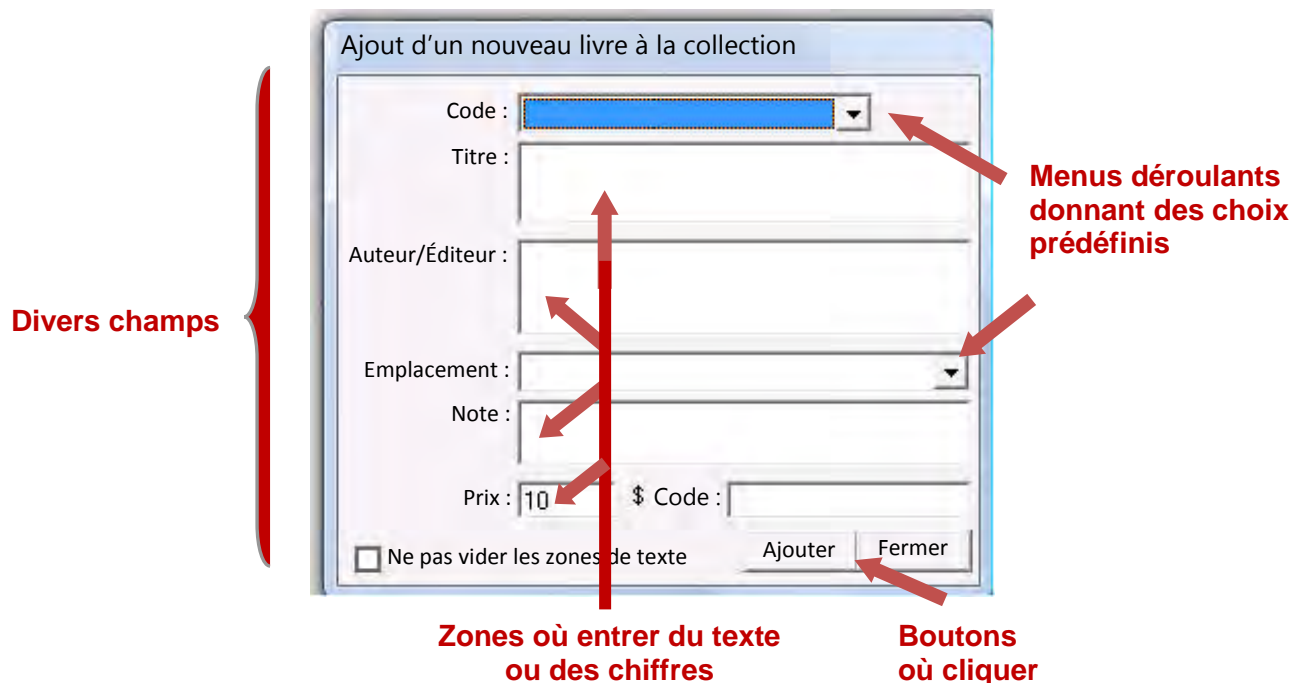 Ajout d’un nouveau livre à la collection
Code :
Titre :
Menus déroulants
donnant des choix
prédéfinis
Auteur/Éditeur :
Divers champs
Emplacement :
Note :
Prix : 10 $ Code :
Ne pas vider les zones de texte Ajouter Fermer
Zones où entrer du texte
ou des chiffres
Boutons
où cliquer